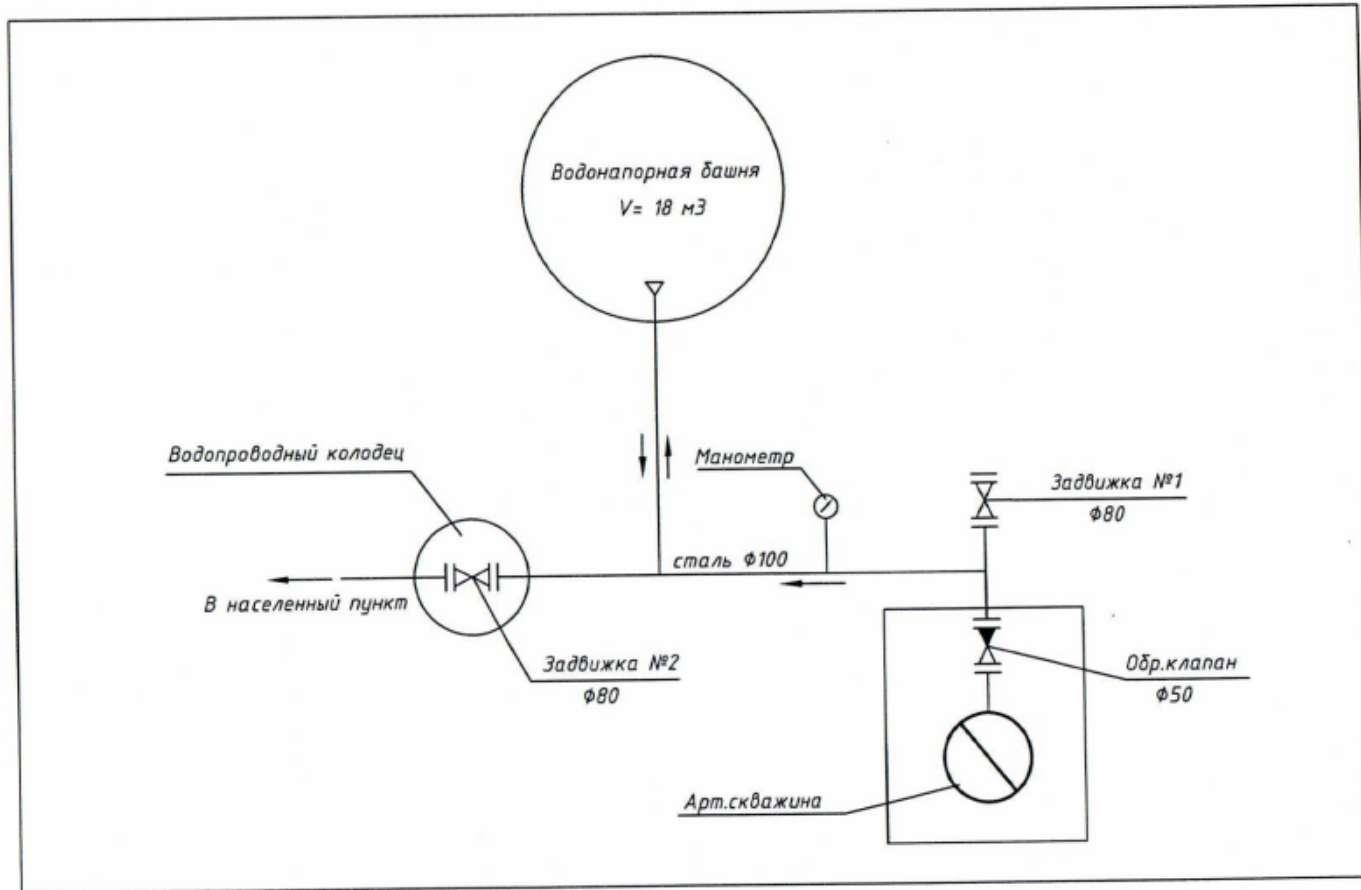 Водонапорная башня
V= 18 м3
Водопроводный колодец
Манометр
Задвижка №1
Ф80
сталь Ф100
В населенный пункт
Задвижка №2
Ф80
Обр.клапан
Ф50
Арт.скважина